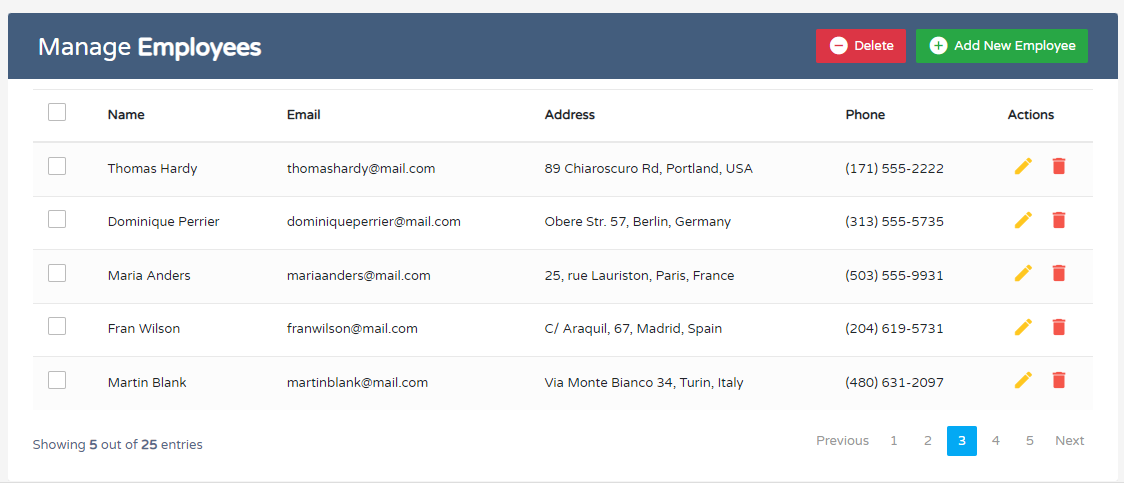 Manage Employees
Delete
Add New Employee
Name Email Address Phone Actions
Thomas Hardy thomashardy@mail.com 89 Chiaroscuro Rd, Portland, USA (171) 555-2222
Dominique Perrier dominiqueperrier@mail.com Obere Str. 57, Berlin, Germany (313) 555-5735
Maria Anders mariaanders@mail.com 25, rue Lauriston, Paris, France (503) 555-9931
Fran Wilson franwilson@mail.com C/ Araquil, 67, Madrid, Spain (204) 619-5731
Martin Blank martinblank@mail.com Via Monte Bianco 34, Turin, Italy (480) 631-2097
Showing 5 out of 25 entries
Previous 1 2 3 4 5 Next